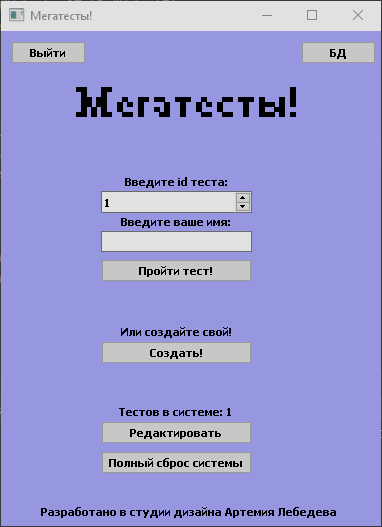 Мегатесты!
Выйти
БД
Мегатесты!
Введите id теста:
1
Введите ваше имя:
Пройти тест!
Или создайте свой!
Создать!
Тестов в системе: 1
Редактировать
Полный сброс системы
Разработано в студии дизайна Артемия Лебедева